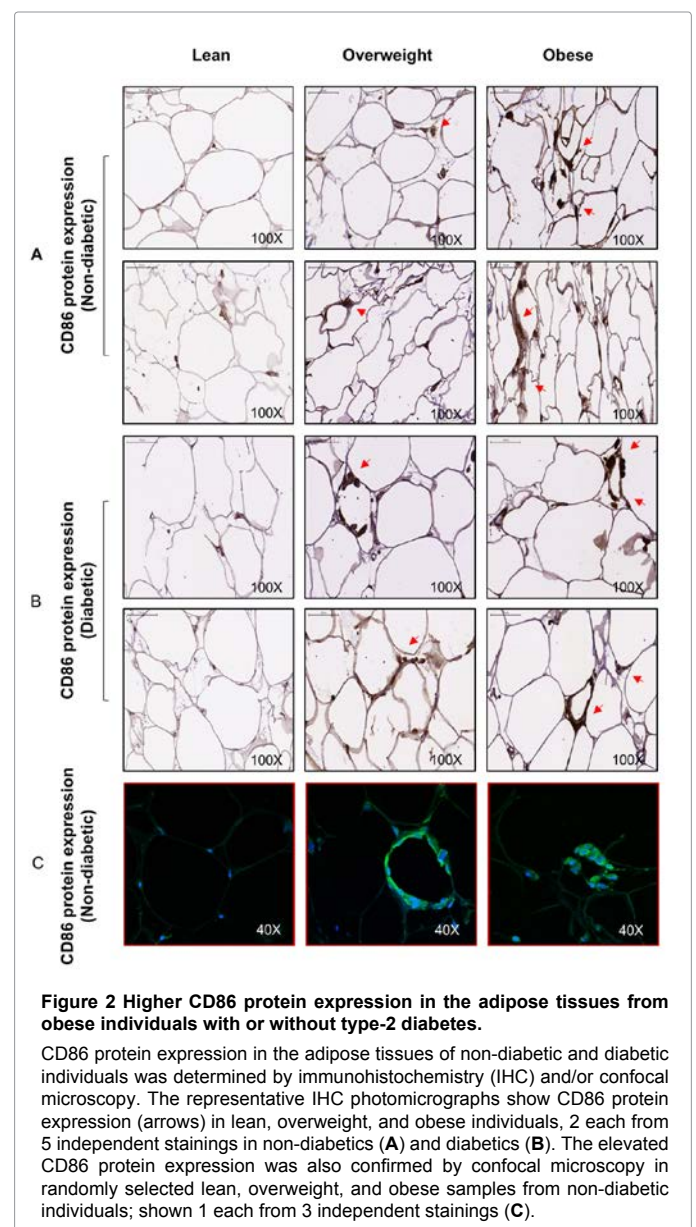 Lean Overweight Obese
A
CD86 protein expression
(Non-diabetic)
100X 100X 100X
100X 100X 100X
B
CD86 protein expression
(Diabetic)
100X 100X 100X
100X 100X 100X
C
CD86 protein expression
(Non-diabetic)
40X 40X 40X
Figure 2 Higher CD86 protein expression in the adipose tissues from
obese individuals with or without type-2 diabetes.
CD86 protein expression in the adipose tissues of non-diabetic and diabetic
individuals was determined by immunohistochemistry (IHC) and/or confocal
microscopy. The representative IHC photomicrographs show CD86 protein
expression (arrows) in lean, overweight, and obese individuals, 2 each from
5 independent stainings in non-diabetics (A) and diabetics (B). The elevated
CD86 protein expression was also confirmed by confocal microscopy in
randomly selected lean, overweight, and obese samples from non-diabetic
individuals; shown 1 each from 3 independent stainings (C).